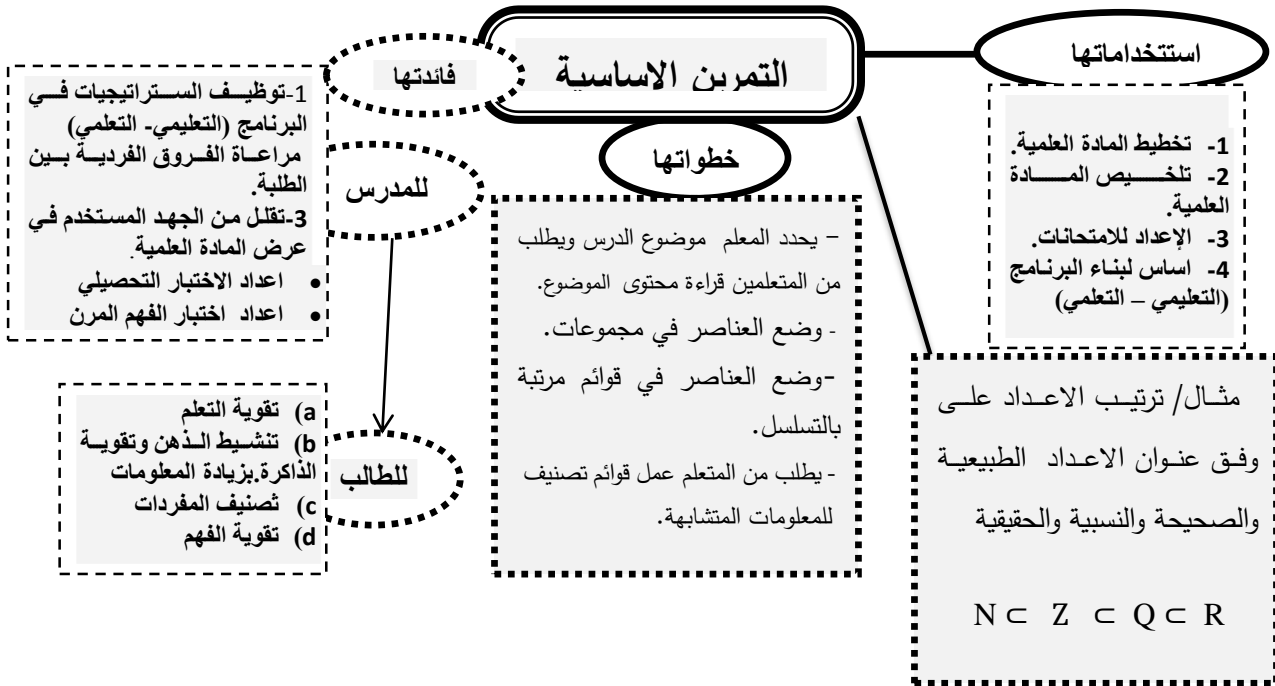 التمرين الاساسية
استتخداماتها
1- تخطيط المادة العلمية.
2- تلخيص المادة
العلمية.
3- الإعداد للامتحانات.
4- اساس لبناء البرنامج
(التعليمي – التعلمي)
مثال/ ترتيب الاعداد على
وفق عنوان الاعداد الطبيعية
والصحيحة والنسبية والحقيقية
N ⊂ Z ⊂ Q ⊂ R
خطواتها
– يحدد المعلم موضوع الدرس ويطلب
من المتعلمين قراءة محتوى الموضوع.
- وضع العناصر في مجموعات.
-وضع العناصر في قوائم مرتبة
بالتسلسل.
- يطلب من المتعلم عمل قوائم تصنيف
للمعلومات المتشابهة.
فائدتها
للمدرس
1-توظيف الستراتيجيات في
البرنامج (التعليمي- التعلمي)
مراعاة الفروق الفردية بين
الطلبة.
3-تقلل من الجهد المستخدم في
عرض المادة العلمية.
• اعداد الاختبار التحصيلي
• اعداد اختبار الفهم المرن
للطالب
a) تقوية التعلم
b) تنشيط الذهن وتقوية
الذاكرة.بزيادة المعلومات
c) ثصنيف المفردات
d) تقوية الفهم